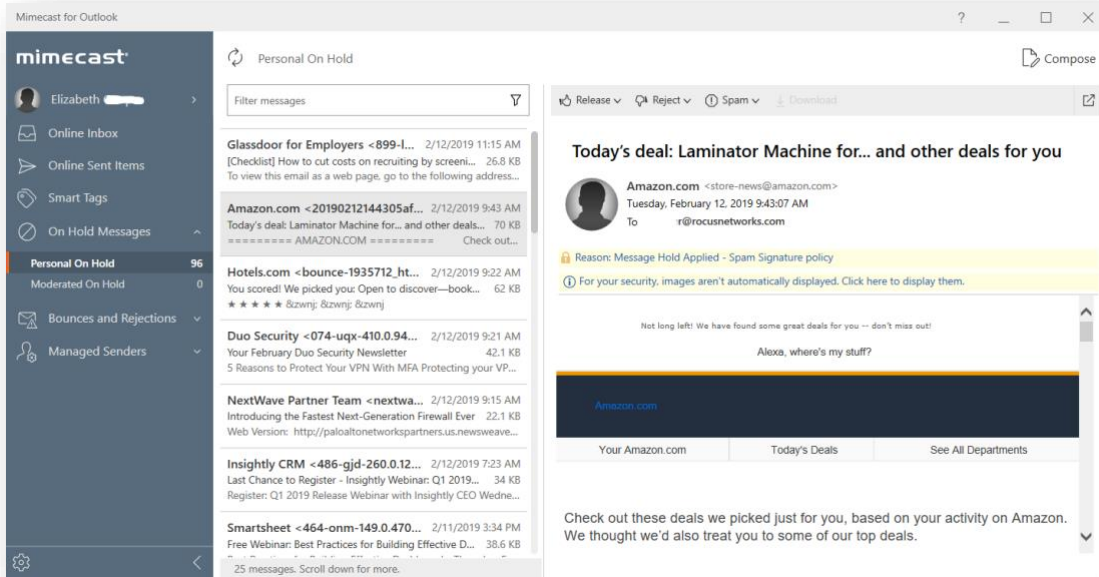 Mimecast for Outlook
?
mimecast
Elizabeth
Online Inbox
Online Sent Items
Smart Tags
On Hold Messages
Personal On Hold 96
Moderated On Hold 0
Bounces and Rejections
Managed Senders
Personal On Hold
Compose
Filter messages
Glassdoor for Employers <899-l... 2/12/2019 11:15 AM
[Checklist] How to cut costs on recruiting by screeni... 26.8 KB
To view this email as a web page, go to the following address...
Amazon.com <20190212144305af... 2/12/2019 9:43 AM
Today's deal: Laminator Machine for... and other deals... 70 KB
========= AMAZON.COM ========= Check out...
Hotels.com <bounce-1935712_ht... 2/12/2019 9:22 AM
You scored! We picked you: Open to discover—book... 62 KB
★ ★ ★ ★ ★ &zwnj; &zwnj; &zwnj
Duo Security <074-uqx-410.0.94... 2/12/2019 9:21 AM
Your February Duo Security Newsletter 42.1 KB
5 Reasons to Protect Your VPN With MFA Protecting your VP...
NextWave Partner Team <nextwa... 2/12/2019 9:15 AM
Introducing the Fastest Next-Generation Firewall Ever 22.1 KB
Web Version: http://paloaltonetworkspartners.us.newsweave...
Insightly CRM <486-gjd-260.0.12... 2/12/2019 7:23 AM
Last Chance to Register - Insightly Webinar: Q1 2019... 34 KB
Register: Q1 2019 Release Webinar with Insightly CEO Wedne...
Smartsheet <464-onm-149.0.470... 2/11/2019 3:34 PM
Free Webinar: Best Practices for Building Effective D... 38.6 KB
25 messages. Scroll down for more.
Release Reject Spam Download
Today's deal: Laminator Machine for... and other deals for you
Amazon.com <store-news@amazon.com>
Tuesday, February 12, 2019 9:43:07 AM
To r@rocusnetworks.com
Reason: Message Hold Applied - Spam Signature policy
For your security, images aren't automatically displayed. Click here to display them.
Not long left! We have found some great deals for you -- don't miss out!
Alexa, where's my stuff?
Amazon.com
Your Amazon.com Today's Deals See All Departments
Check out these deals we picked just for you, based on your activity on Amazon.
We thought we'd also treat you to some of our top deals.